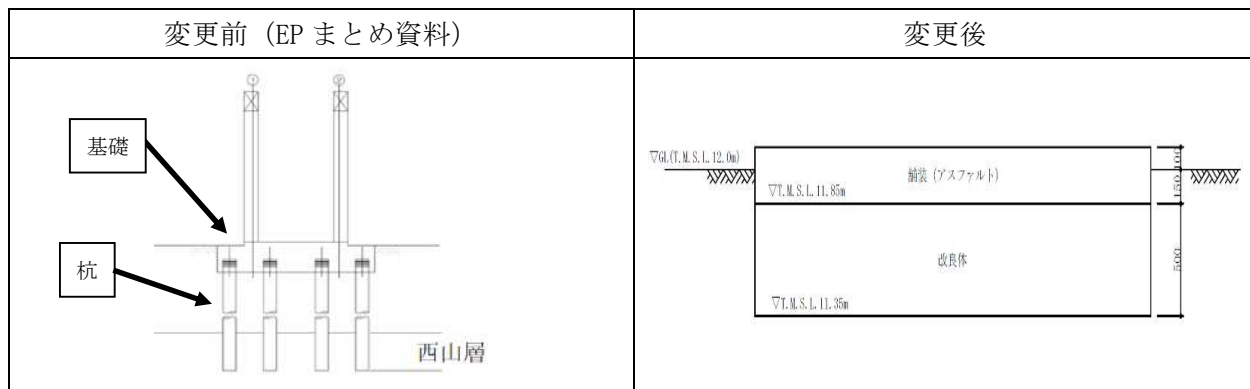 変更前（EP まとめ資料）
変更後
基礎
杭
西山層
▽GL(T.M.S.L.12.0m)
舗装（アスファルト）
▽T.M.S.L.11.85m
改良体
▽T.M.S.L.11.35m
100
150
500